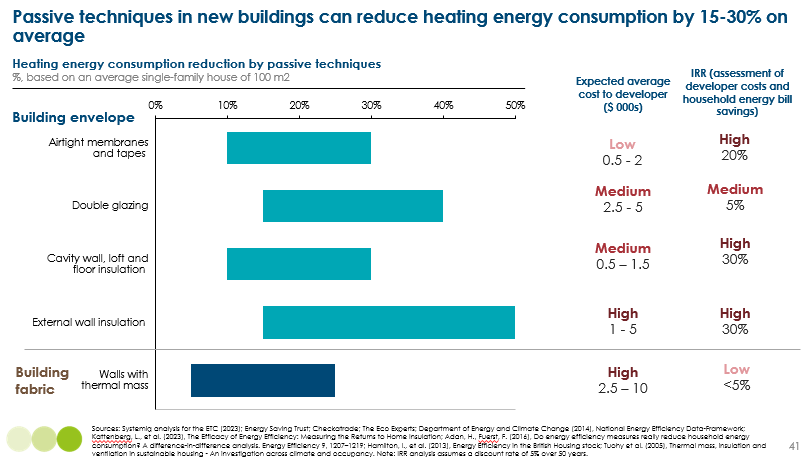 Passive techniques in new buildings can reduce heating energy consumption by 15-30% on
average
Heating energy consumption reduction by passive techniques
%, based on an average single-family house of 100 m2
Expected average
cost to developer
($ 000s)
IRR (assessment of
developer costs and
household energy bill
savings)
0% 10% 20% 30% 40% 50%
Building envelope
Airtight membranes
and tapes
Low
0.5 - 2
High
20%
Double glazing
Medium
2.5 - 5
Medium
5%
Cavity wall, loft and
floor insulation
Medium
0.5 – 1.5
High
30%
External wall insulation
High
1 - 5
High
30%
Building
fabric
Walls with
thermal mass
High
2.5 – 10
Low
<5%
Sources: Systemiq analysis for the ETC (2023); Energy Saving Trust; Checkatrade; The Eco Experts; Department of Energy and Climate Change (2014), National Energy Efficiency Data-Framework;
Kattenberg, L., et al. (2023), The Efficacy of Energy Efficiency: Measuring the Returns to Home Insulation; Adan, H., Fuerst, F. (2016), Do energy efficiency measures really reduce household energy
consumption? A difference-in-difference analysis. Energy Efficiency 9, 1207–1219; Hamilton, I., et al. (2013), Energy Efficiency in the British Housing stock; Tuohy et al. (2005), Thermal mass, insulation and
ventilation in sustainable housing - An investigation across climate and occupancy. Note: IRR analysis assumes a discount rate of 5% over 50 years.
41